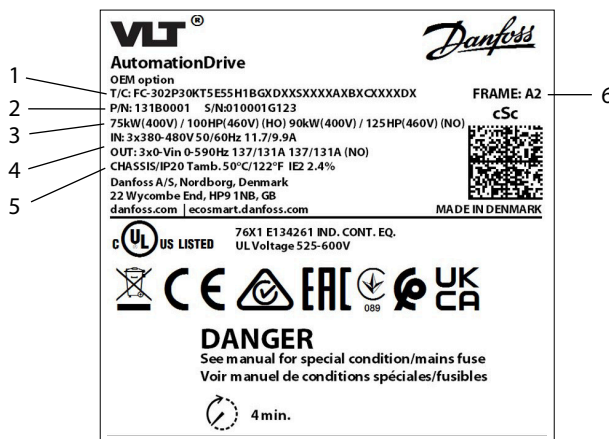 VLT ®
Danfoss
AutomationDrive
OEM option
1
T/C: FC-302P30KT5E55H1BGXDXXSXXXXAXBXCXXXXDX
FRAME: A2
6
2
P/N: 131B0001 S/N:010001G123
cSc
3
75kW(400V) / 100HP(460V) (HO) 90kW(400V) / 125HP(460V) (NO)
IN: 3x380-480V 50/60Hz 11.7/9.9A
4
OUT: 3x0-Vin 0-590Hz 137/131A 137/131A (NO)
5
CHASSIS/IP20 Tamb. 50°C/122°F IE2 2.4%
Danfoss A/S, Nordborg, Denmark
22 Wycombe End, HP9 1NB, GB
danfoss.com | ecosmart.danfoss.com
MADE IN DENMARK
C UL US LISTED
76X1 E134261 IND. CONT. EQ.
UL Voltage 525-600V
CE
EAC
089
UK
CA
DANGER
See manual for special condition/mains fuse
Voir manuel de conditions spéciales/fusibles
4 min.